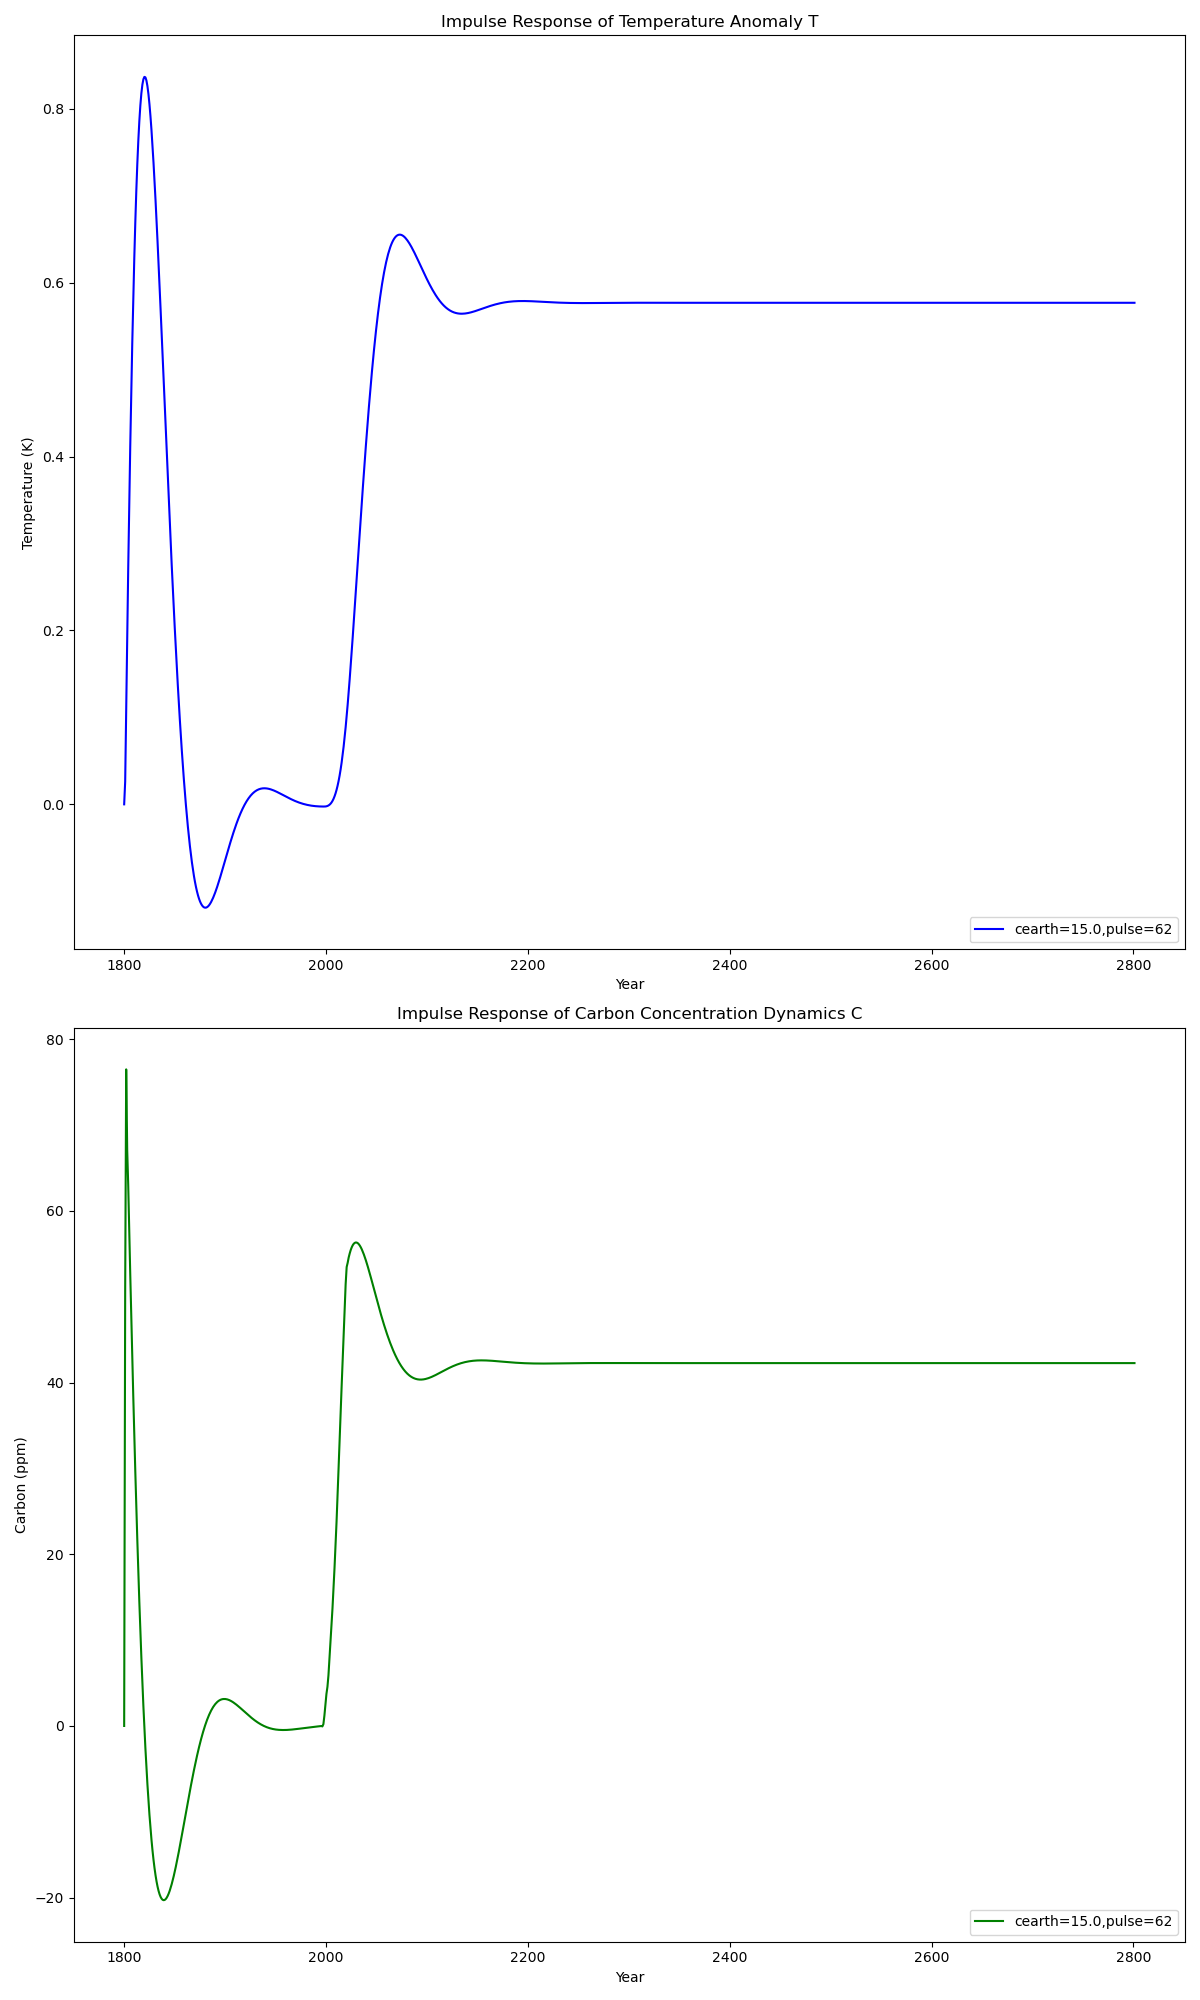 Impulse Response of Temperature Anomaly T
Temperature (K)
0.8
0.6
0.4
0.2
0.0
cearth=15.0,pulse=62
1800 2000 2200 2400 2600 2800
Year
Impulse Response of Carbon Concentration Dynamics C
Carbon (ppm)
80
60
40
20
0
−20
cearth=15.0,pulse=62
1800 2000 2200 2400 2600 2800
Year